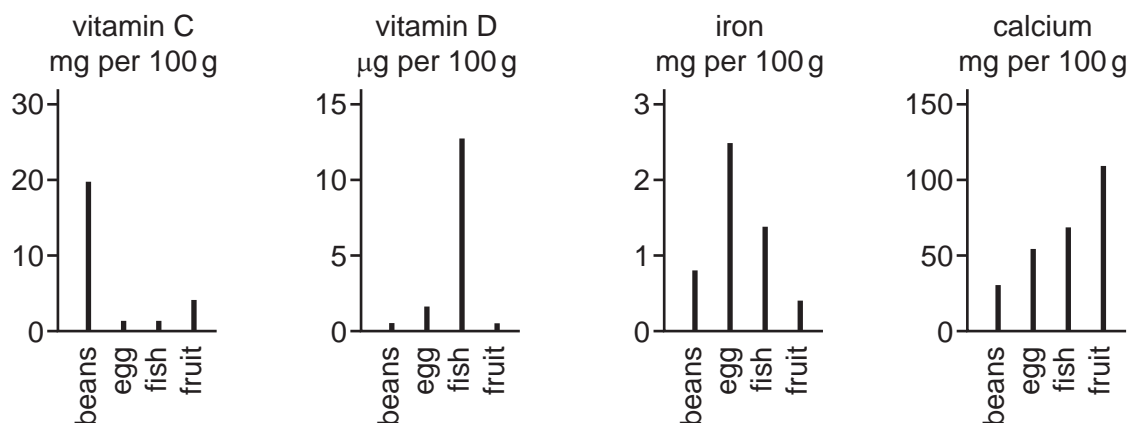 vitamin C
mg per 100 g
30
20
10
0
beans
egg
fish
fruit
vitamin D
μg per 100 g
15
10
5
0
beans
egg
fish
fruit
iron
mg per 100 g
3
2
1
0
beans
egg
fish
fruit
calcium
mg per 100 g
150
100
50
0
beans
egg
fish
fruit